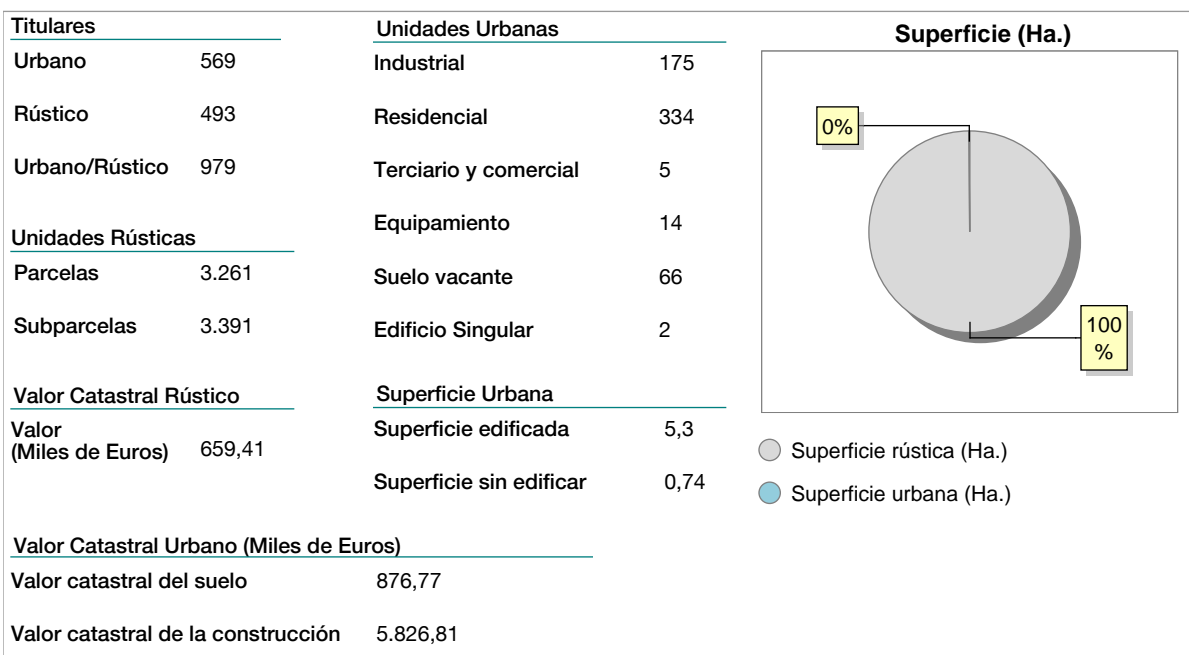 Titulares
Urbano 569
Rústico 493
Urbano/Rústico 979
Unidades Rústicas
Parcelas 3.261
Subparcelas 3.391
Valor Catastral Rústico
Valor
(Miles de Euros) 659,41
Unidades Urbanas
Industrial 175
Residencial 334
Terciario y comercial 5
Equipamiento 14
Suelo vacante 66
Edificio Singular 2
Superficie Urbana
Superficie edificada 5,3
Superficie sin edificar 0,74
Valor Catastral Urbano (Miles de Euros)
Valor catastral del suelo 876,77
Valor catastral de la construcción 5.826,81
Superficie (Ha.)
0%
100
%
Superficie rústica (Ha.)
Superficie urbana (Ha.)